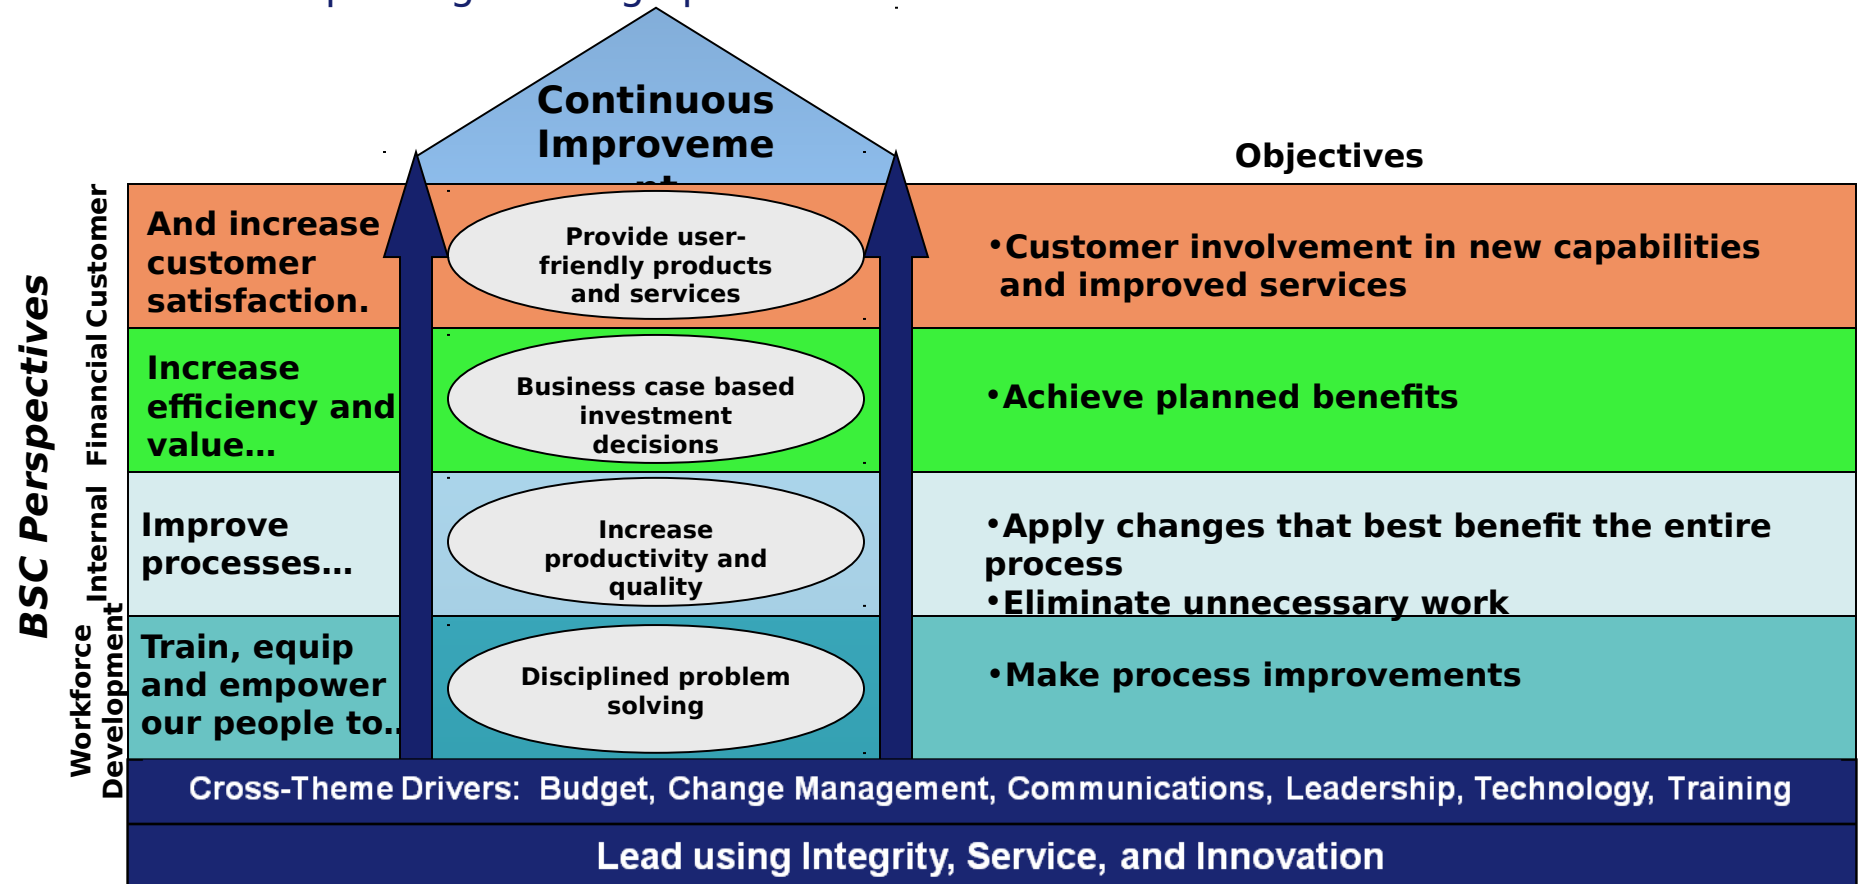 Continuous
Improveme
nt
Objectives
BSC Perspectives
Customer
And increase
customer
satisfaction.
Provide user-
friendly products
and services
•Customer involvement in new capabilities
and improved services
Financial
Increase
efficiency and
value...
Business case based
investment
decisions
•Achieve planned benefits
Internal
Improve
processes...
Increase
productivity and
quality
•Apply changes that best benefit the entire
process
•Eliminate unnecessary work
Workforce
Development
Train, equip
and empower
our people to..
Disciplined problem
solving
•Make process improvements
Cross-Theme Drivers: Budget, Change Management, Communications, Leadership, Technology, Training
Lead using Integrity, Service, and Innovation